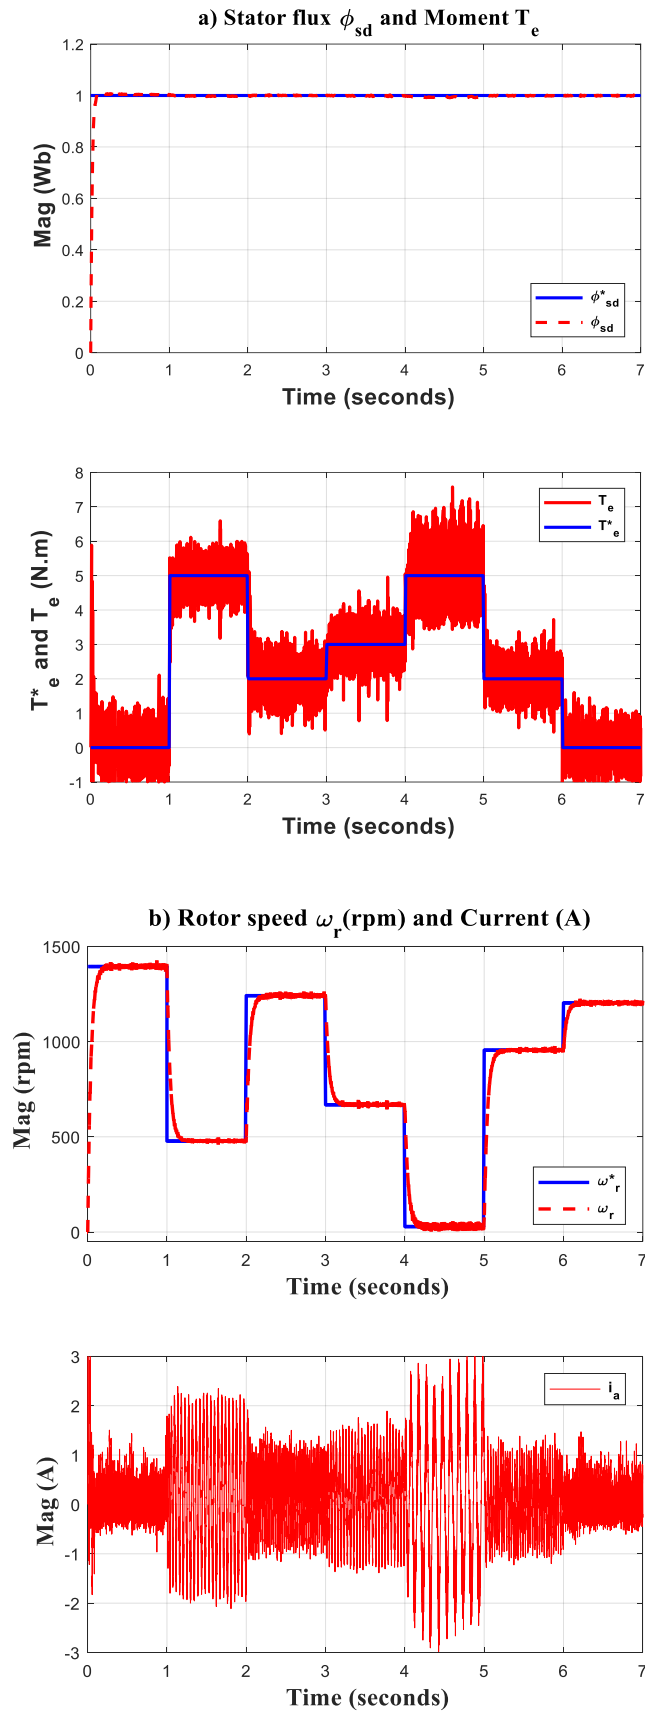 a) Stator flux ϕsd and Moment Te
Mag (Wb)
1.2
1
0.8
0.6
0.4
0.2
0
0 1 2 3 4 5 6 7
Time (seconds)
ϕ*sd
ϕsd
T*e and Te (N.m)
8
7
6
5
4
3
2
1
0
-1
0 1 2 3 4 5 6 7
Time (seconds)
Te
T*e
b) Rotor speed ωr(rpm) and Current (A)
Mag (rpm)
1500
1000
500
0
0 1 2 3 4 5 6 7
Time (seconds)
ω*r
ωr
Mag (A)
3
2
1
0
-1
-2
-3
0 1 2 3 4 5 6 7
Time (seconds)
ia